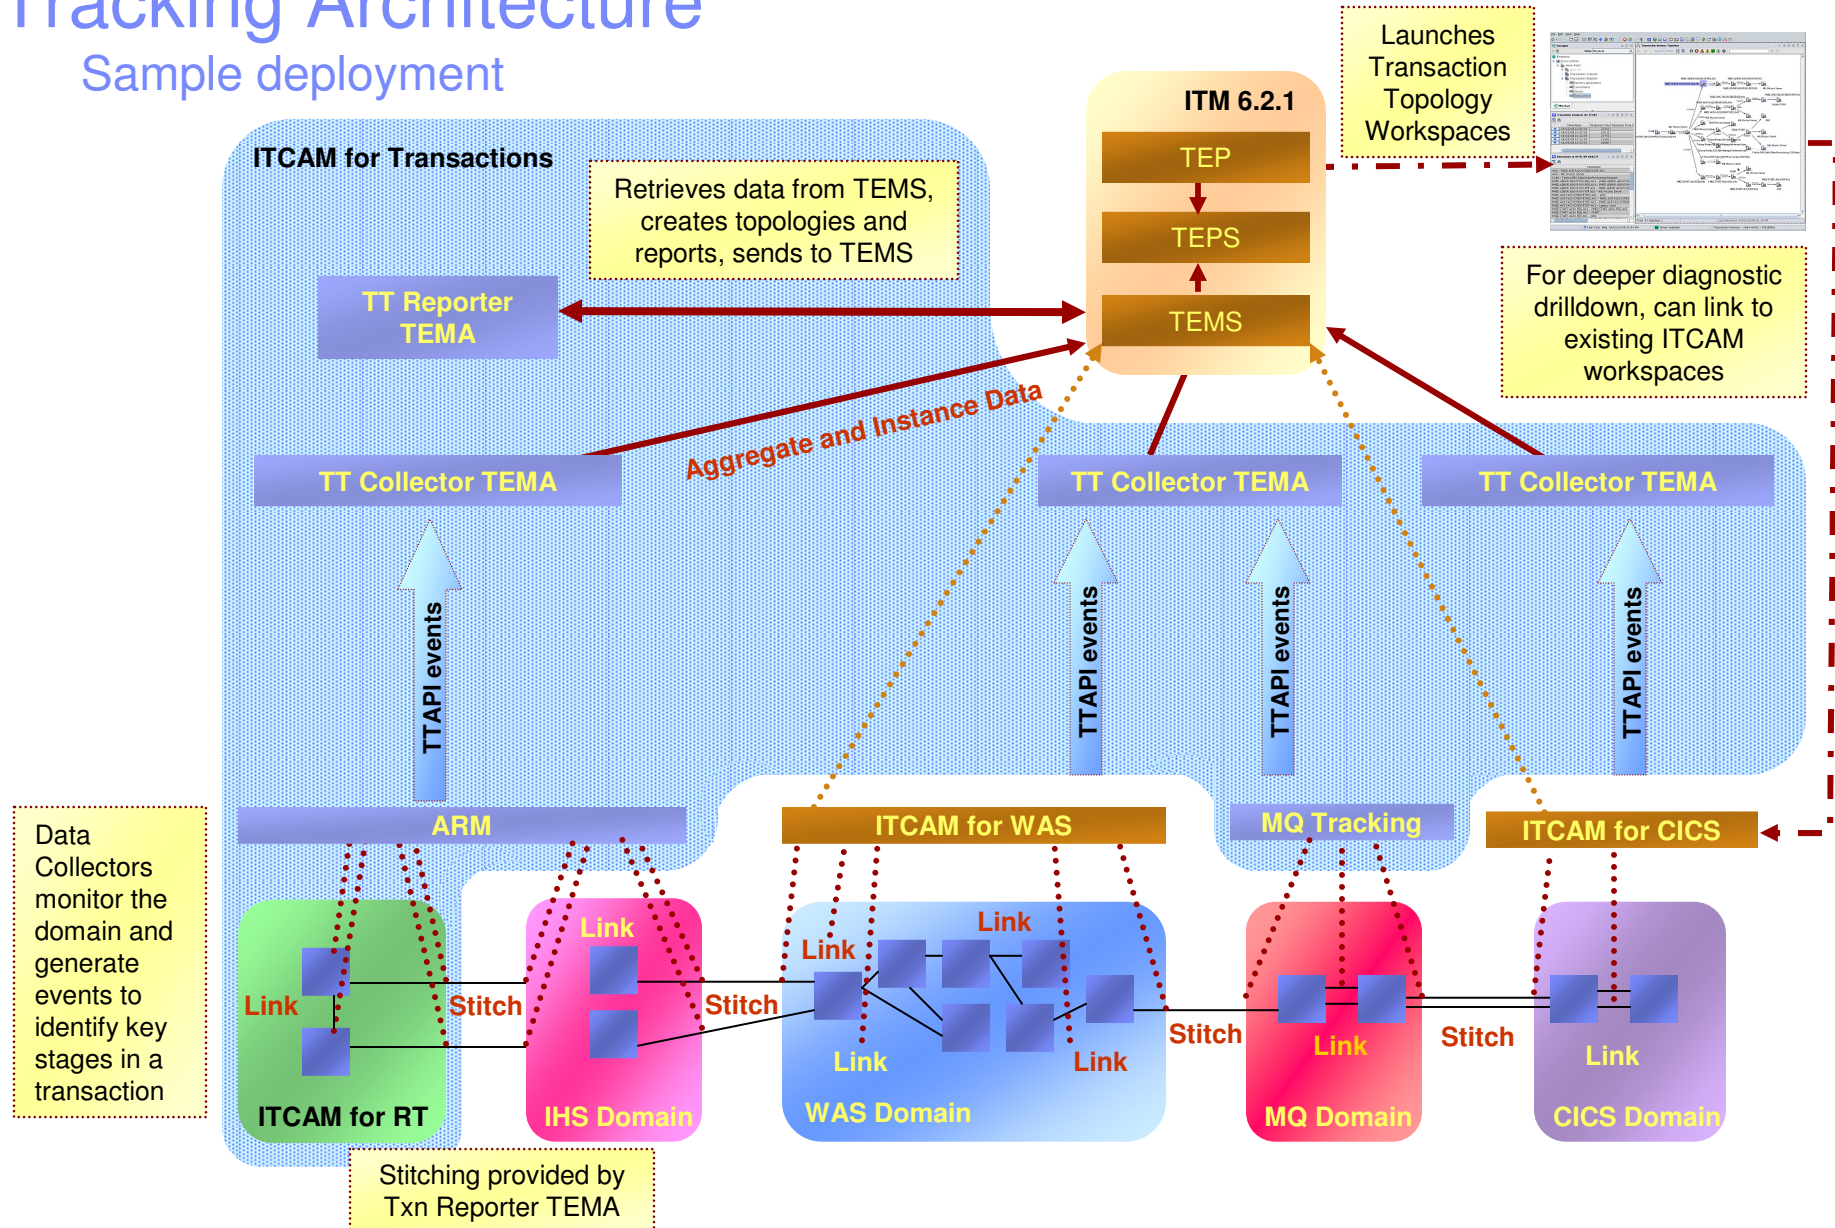 Tracking Architecture
Sample deployment
Launches
Transaction
Topology
Workspaces
ITM 6.2.1
TEP
TEPS
TEMS
ITCAM for Transactions
Retrieves data from TEMS,
creates topologies and
reports, sends to TEMS
TT Reporter
TEMA
For deeper diagnostic
drilldown, can link to
existing ITCAM
workspaces
Aggregate and Instance Data
TT Collector TEMA
TT Collector TEMA
TT Collector TEMA
TTAPI events
TTAPI events
TTAPI events
TTAPI events
ARM
ITCAM for WAS
MQ Tracking
ITCAM for CICS
Data
Collectors
monitor the
domain and
generate
events to
identify key
stages in a
transaction
Link
Stitch
Link
Stitch
Link
Link
Link
Link
Stitch
Link
Stitch
Link
ITCAM for RT
IHS Domain
WAS Domain
MQ Domain
CICS Domain
Stitching provided by
Txn Reporter TEMA